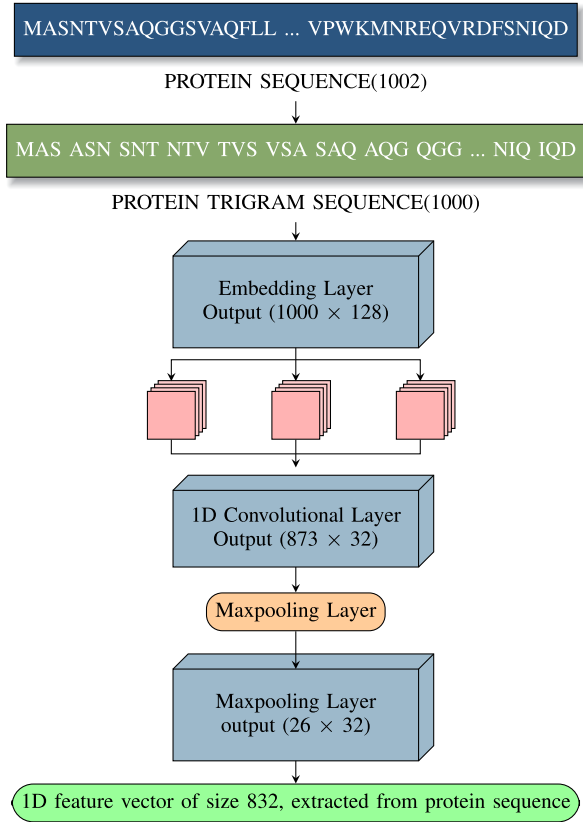 MASNTVSAQGGSVAQFLL ... VPWKMNREQVRDFSNIQD
PROTEIN SEQUENCE(1002)
MAS ASN SNT NTV TVS VSA SAQ AQG QGG ... NIQ IQD
PROTEIN TRIGRAM SEQUENCE(1000)
Embedding Layer
Output (1000 × 128)
1D Convolutional Layer
Output (873 × 32)
Maxpooling Layer
Maxpooling Layer
output (26 × 32)
1D feature vector of size 832, extracted from protein sequence